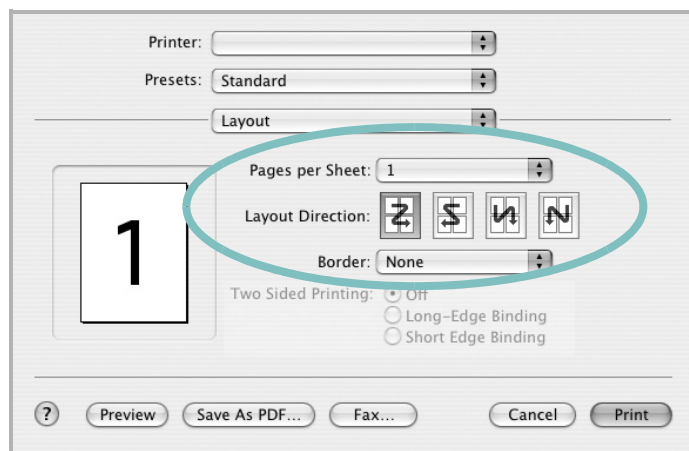 Printer:
Presets: Standard
Layout
Pages per Sheet: 1
Layout Direction:
Border: None
Two Sided Printing: Off
Long-Edge Binding
Short Edge Binding
1
? Preview Save As PDF... Fax... Cancel Print